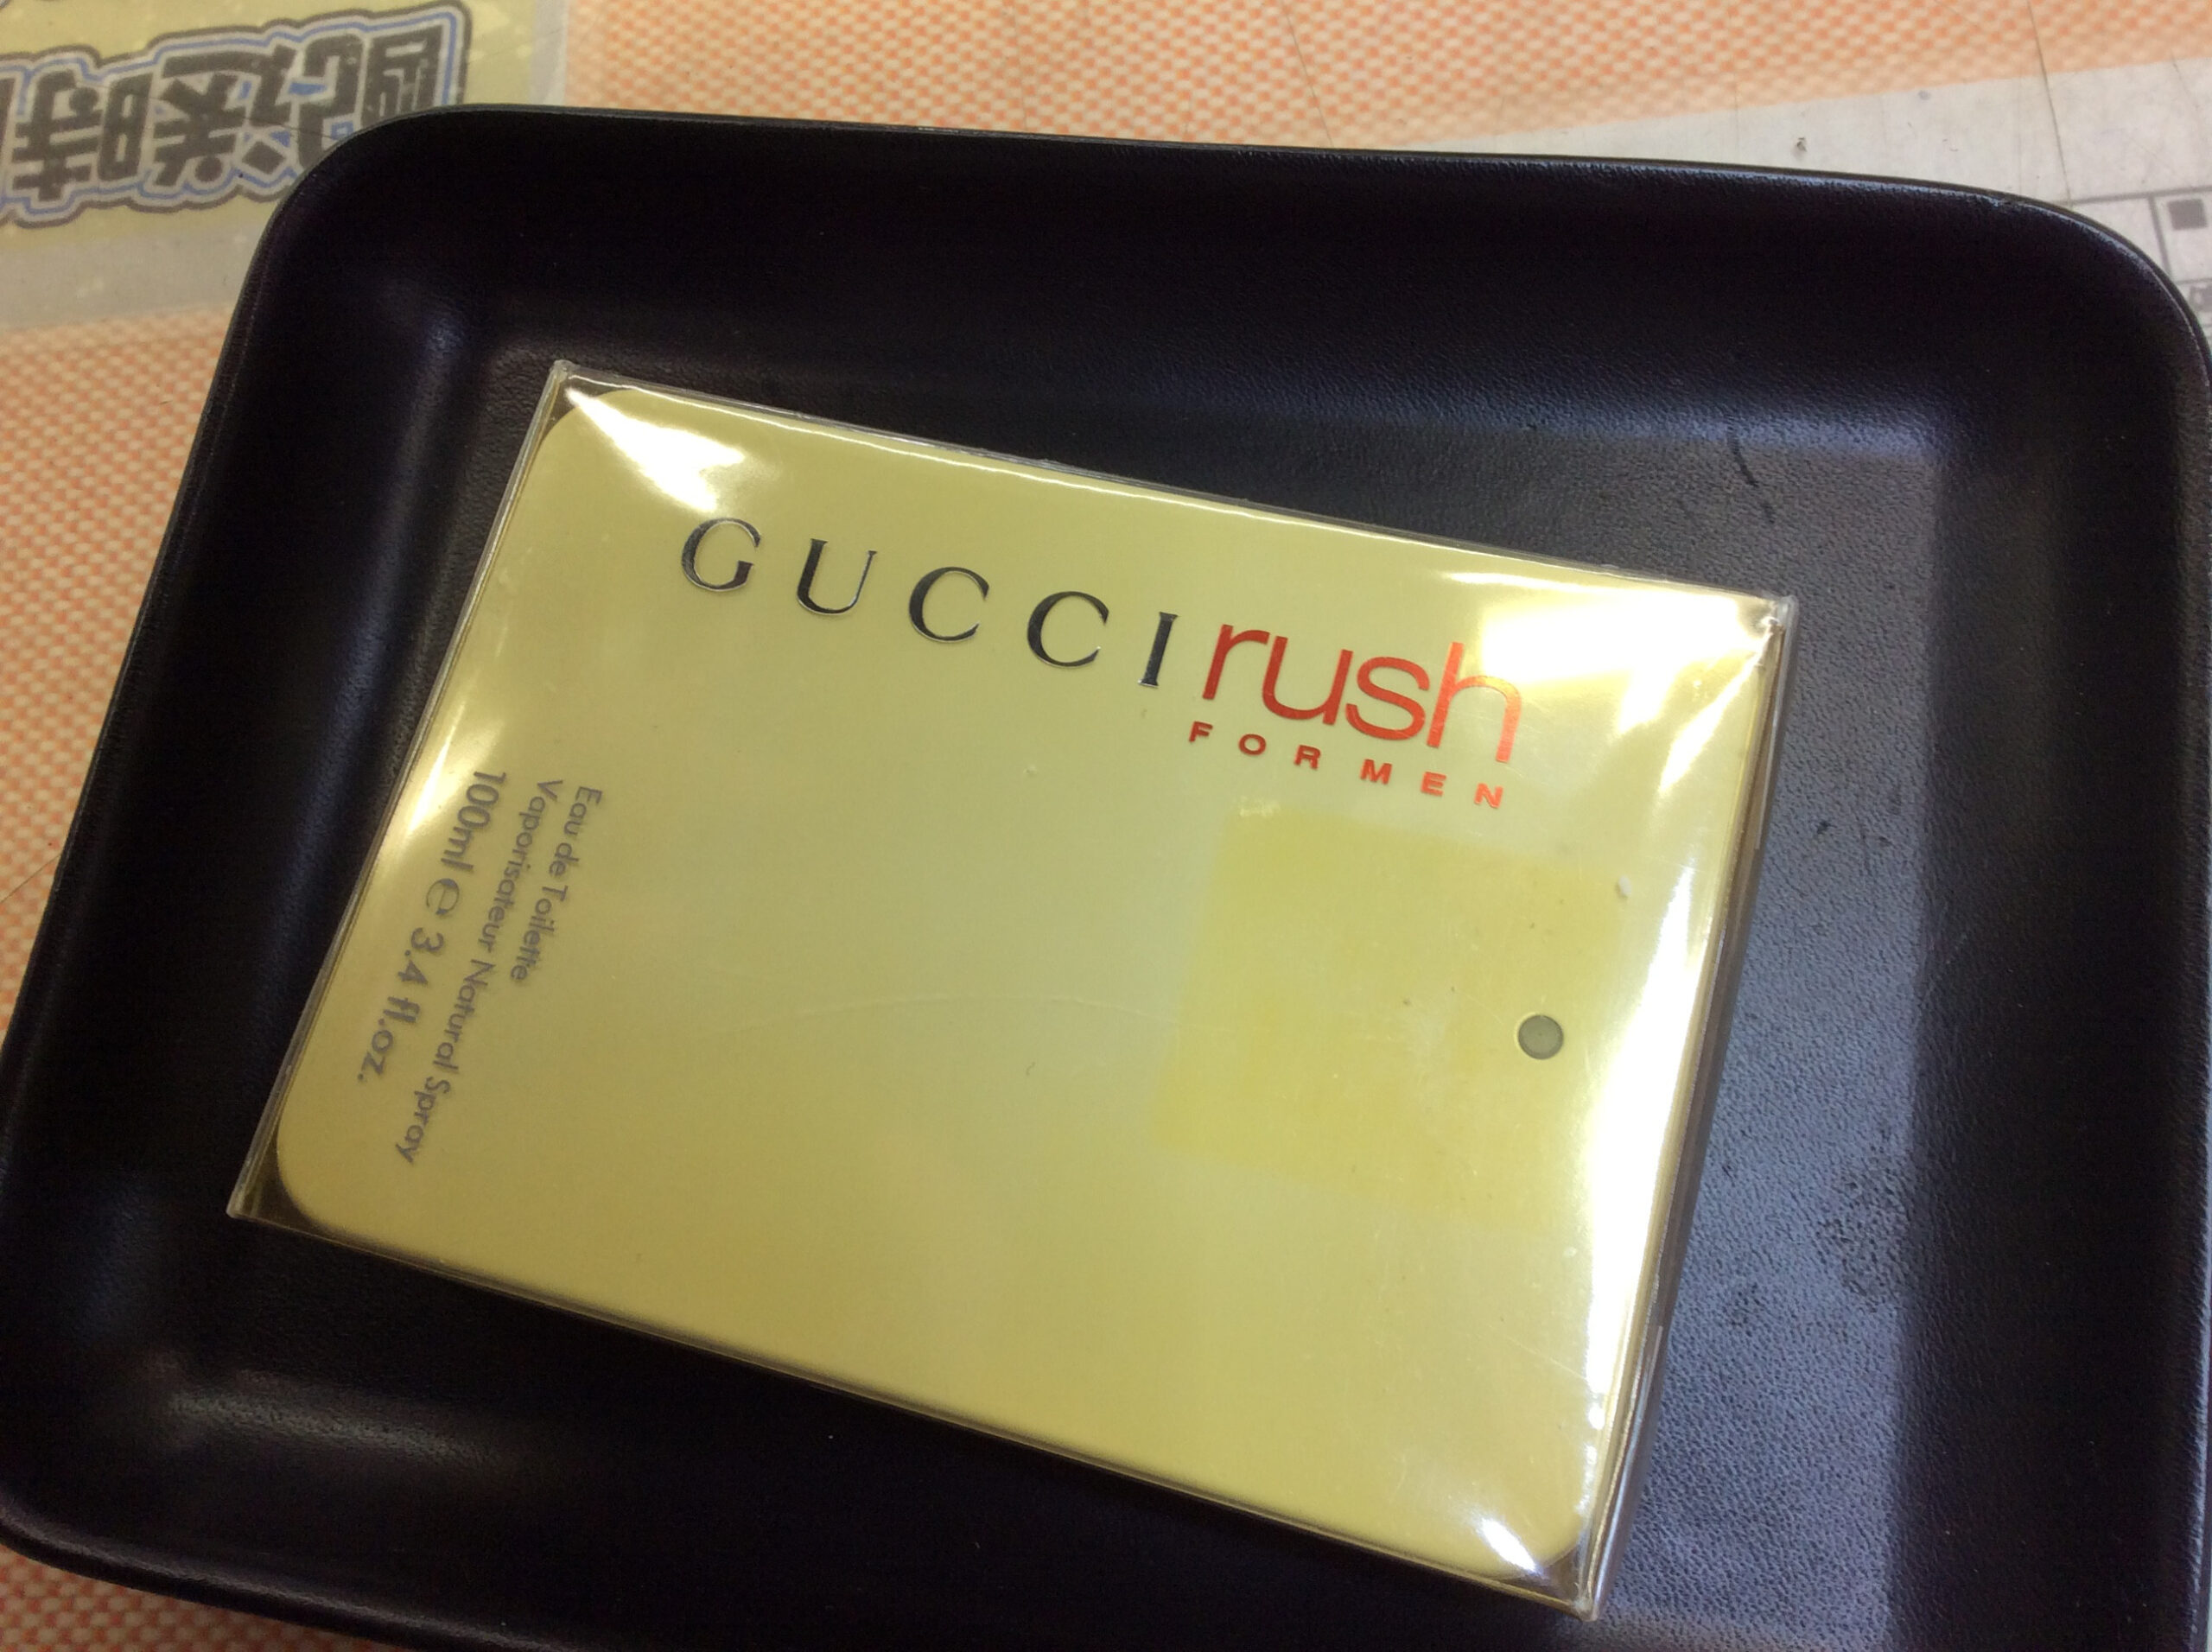 GUCCI rush
FOR MEN
Eau de Toilette
Vaporisateur Natural Spray
100ml ℮ 3.4 fl.oz.